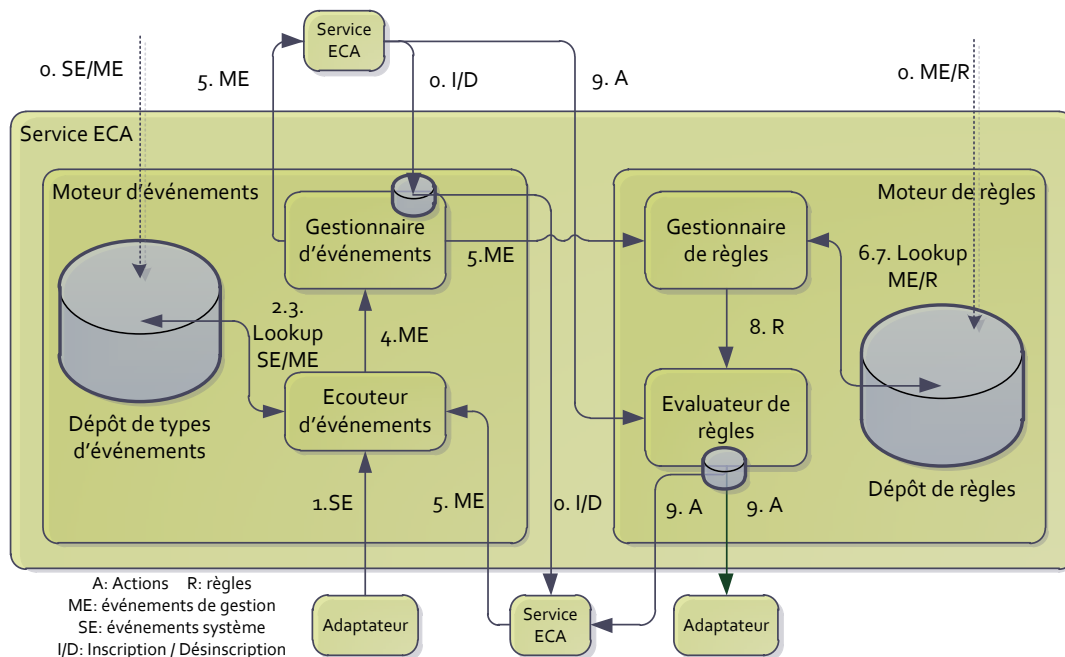 Service
ECA
0. SE/ME
5. ME
0. I/D
9. A
0. ME/R
Service ECA
Moteur d'événements
Moteur de règles
Gestionnaire
d'événements
5.ME
Gestionnaire
de règles
6.7. Lookup
ME/R
2.3.
Lookup
SE/ME
4.ME
8. R
Ecouteur
d'événements
Evaluateur de
règles
Dépôt de types
d'événements
Dépôt de règles
1.SE
5. ME
0. I/D
9. A
9. A
A: Actions R: règles
ME: événements de gestion
SE: événements système
I/D: Inscription / Désinscription
Adaptateur
Service
ECA
Adaptateur